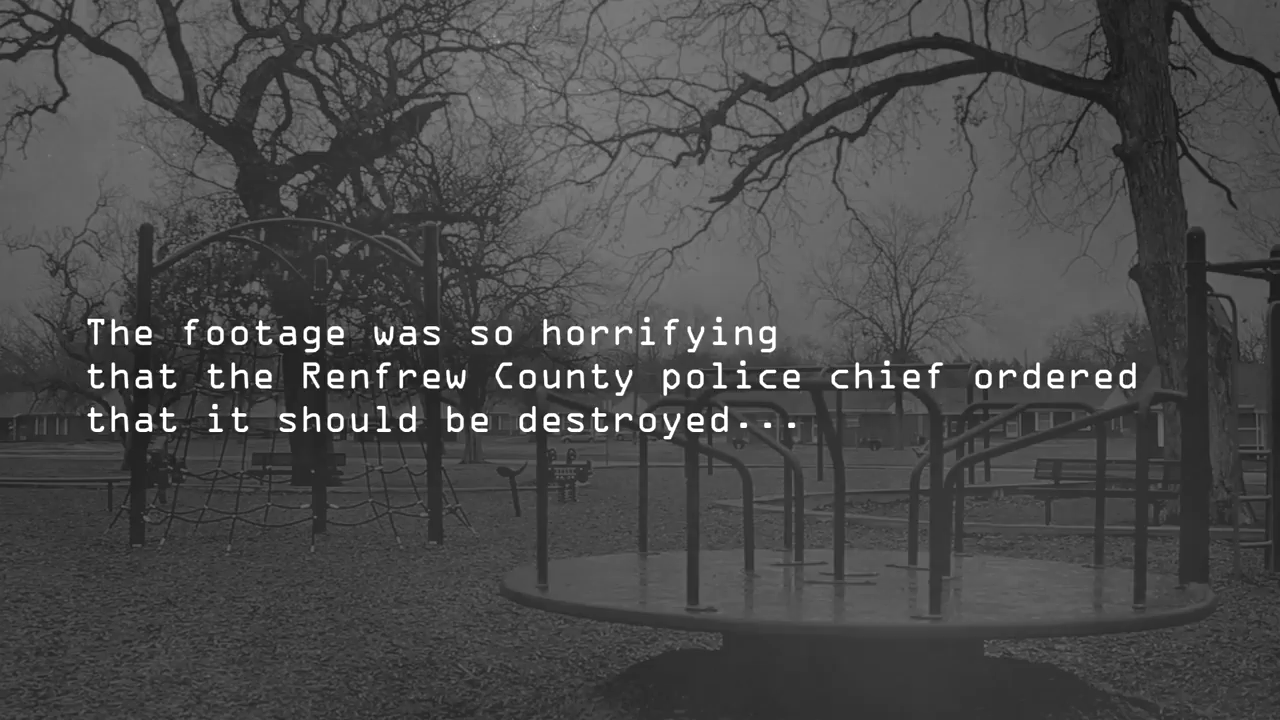 The footage was so horrifying
that the Renfrew County police chief ordered
that it should be destroyed...